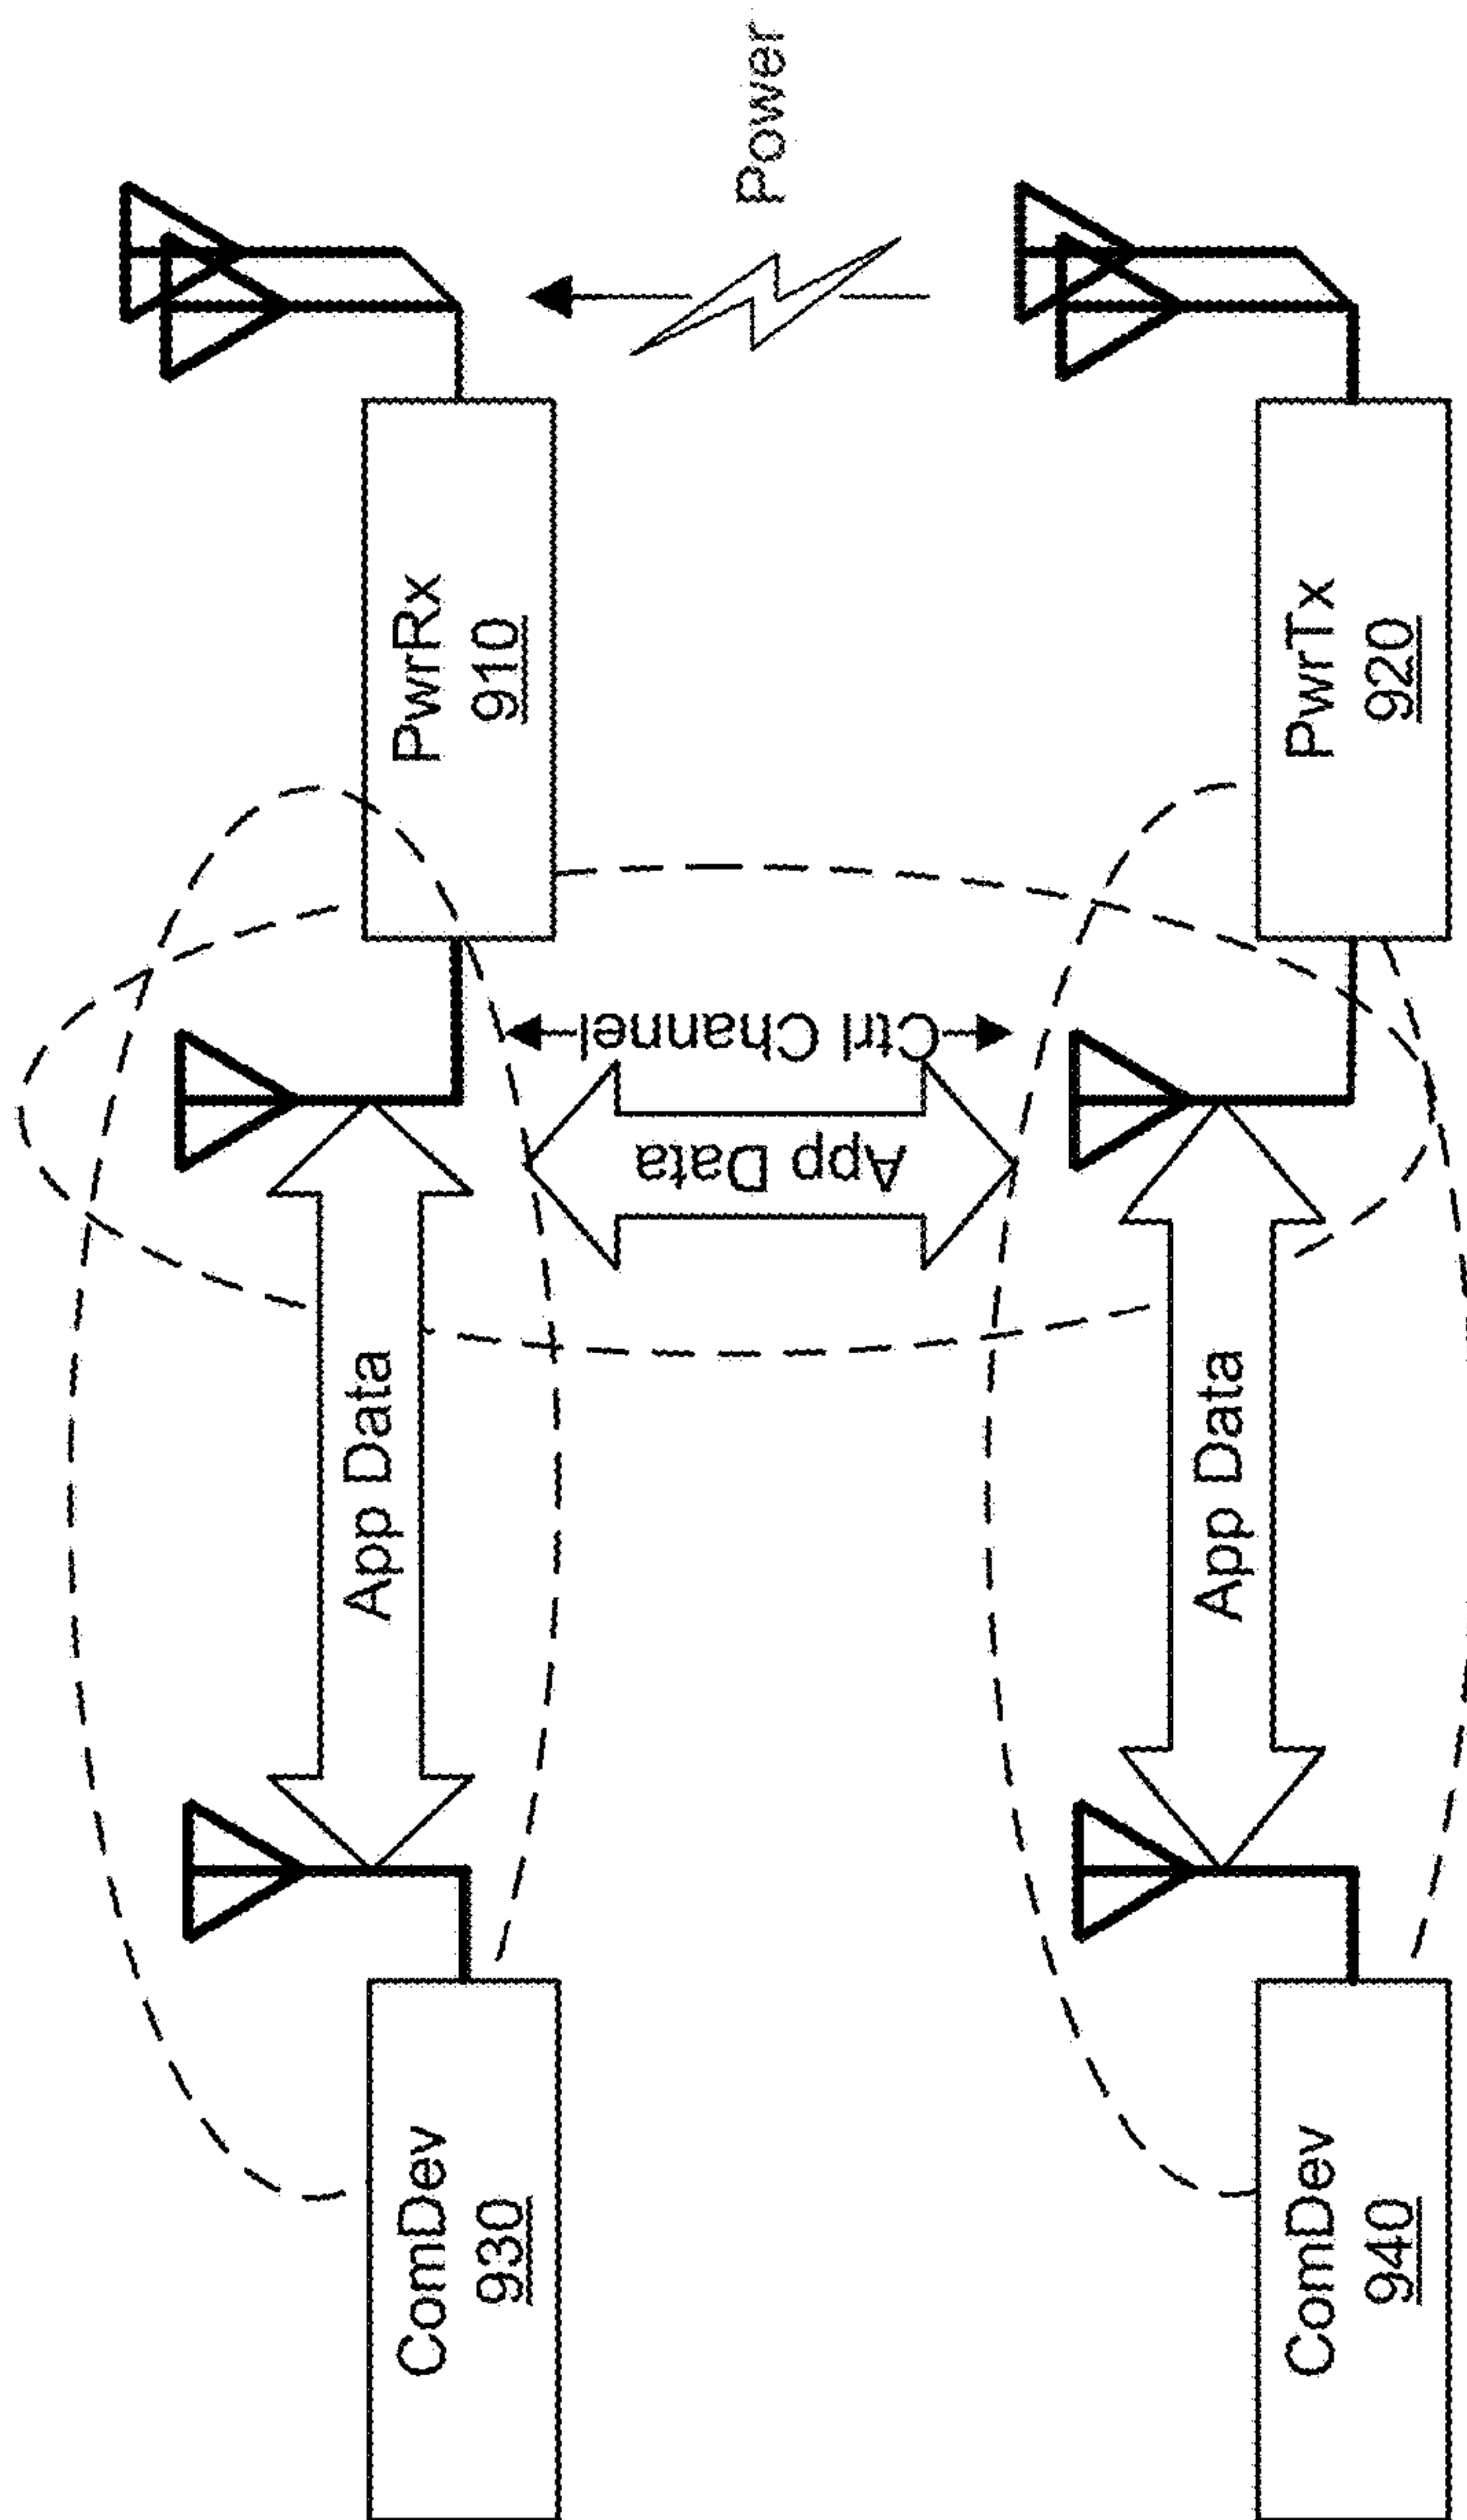 ComDev
930
App Data
PwrRx
910
App Data
Ctrl Channel
Power
ComDev
940
App Data
PwrTx
920